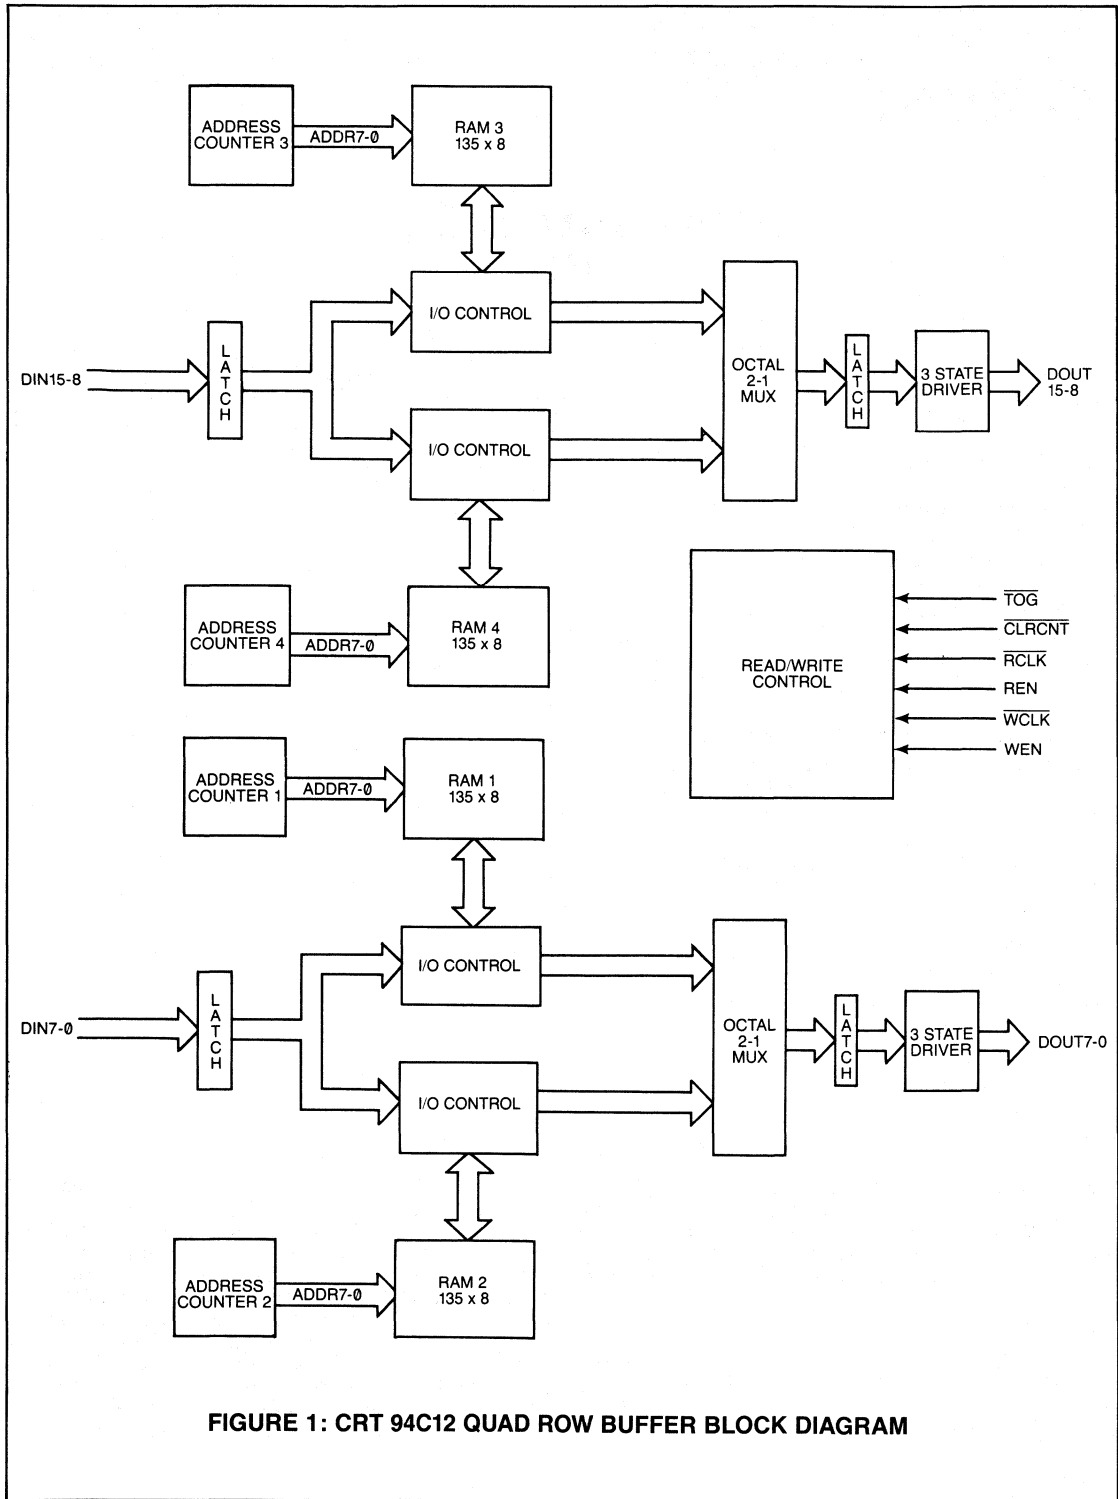 ADDRESS
COUNTER 3
ADDR7-0
RAM 3
135 x 8
I/O CONTROL
DIN15-8
LATCH
I/O CONTROL
OCTAL
2-1
MUX
LATCH
3 STATE
DRIVER
DOUT
15-8
ADDRESS
COUNTER 4
ADDR7-0
RAM 4
135 x 8
READ/WRITE
CONTROL
TOG
CLRCNT
RCLK
REN
WCLK
WEN
ADDRESS
COUNTER 1
ADDR7-0
RAM 1
135 x 8
I/O CONTROL
DIN7-0
LATCH
I/O CONTROL
OCTAL
2-1
MUX
LATCH
3 STATE
DRIVER
DOUT7-0
ADDRESS
COUNTER 2
ADDR7-0
RAM 2
135 x 8
FIGURE 1: CRT 94C12 QUAD ROW BUFFER BLOCK DIAGRAM